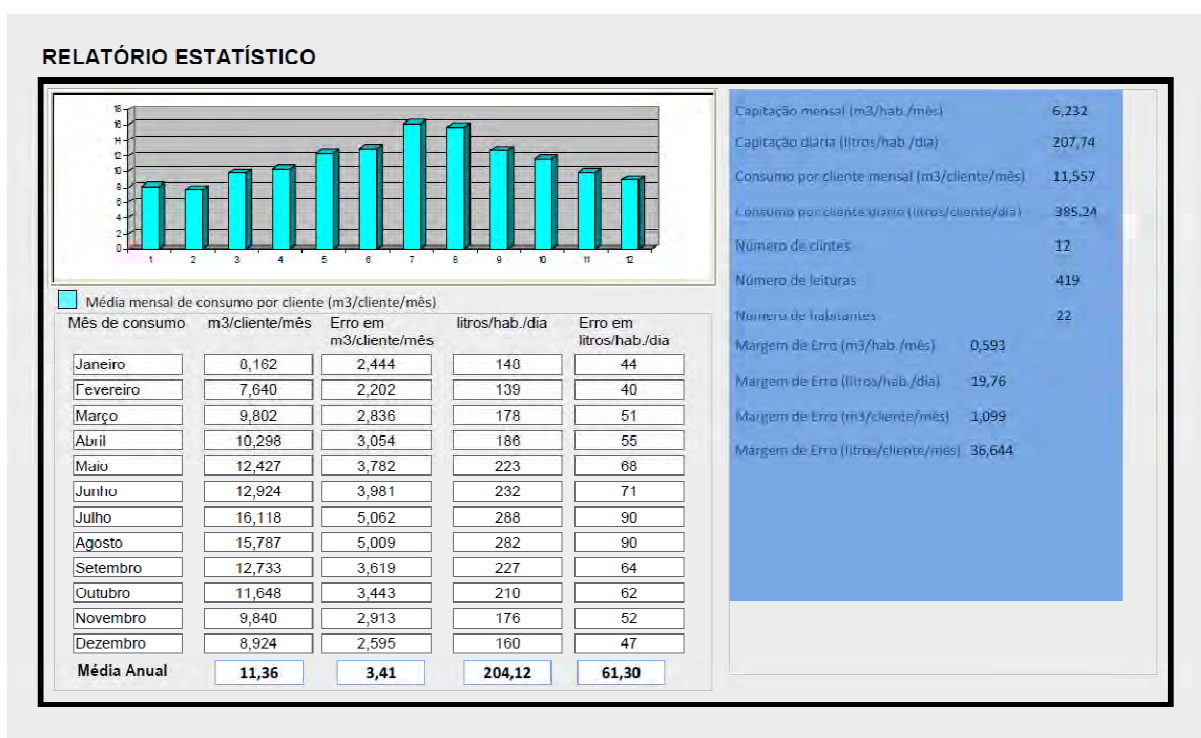 RELATÓRIO ESTATÍSTICO
18
16
14
12
10
8
6
4
2
0
1 2 3 4 5 6 7 8 9 10 11 12
Média mensal de consumo por cliente (m3/cliente/mês)
Mês de consumo m3/cliente/mês Erro em m3/cliente/mês litros/hab./dia Erro em litros/hab./dia
Janeiro 8,162 2,444 148 44
Fevereiro 7,640 2,202 139 40
Março 9,802 2,836 178 51
Abril 10,298 3,054 186 55
Maio 12,427 3,782 223 68
Junho 12,924 3,981 232 71
Julho 16,118 5,062 288 90
Agosto 15,787 5,009 282 90
Setembro 12,733 3,619 227 64
Outubro 11,648 3,443 210 62
Novembro 9,840 2,913 176 52
Dezembro 8,924 2,595 160 47
Média Anual 11,36 3,41 204,12 61,30
Capitação mensal (m3/hab./mês) 6,232
Capitação diária (litros/hab./dia) 207,74
Consumo por cliente mensal (m3/cliente/mês) 11,557
Consumo por cliente diário (litros/cliente/dia) 385,24
Número de clintes 12
Número de leituras 419
Número de habitantes 22
Margem de Erro (m3/hab./mês) 0,593
Margem de Erro (litros/hab./dia) 19,76
Margem de Erro (m3/cliente/mês) 1,099
Margem de Erro (litros/cliente/mês) 36,644